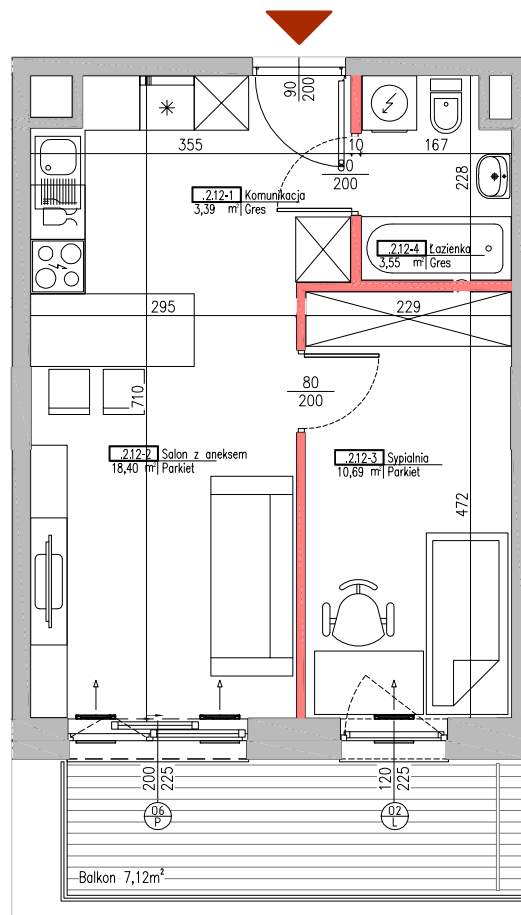 90
200
355
10
167
80
200
228
.2.12-1 Komunikacja
3,39 m² Gres
.2.12-4 Łazienka
3,55 m² Gres
295
229
80
200
710
.2.12-2 Salon z aneksem
18,40 m² Parkiet
.2.12-3 Sypialnia
10,69 m² Parkiet
472
200
225
120
225
06
P
02
L
Balkon 7,12m²